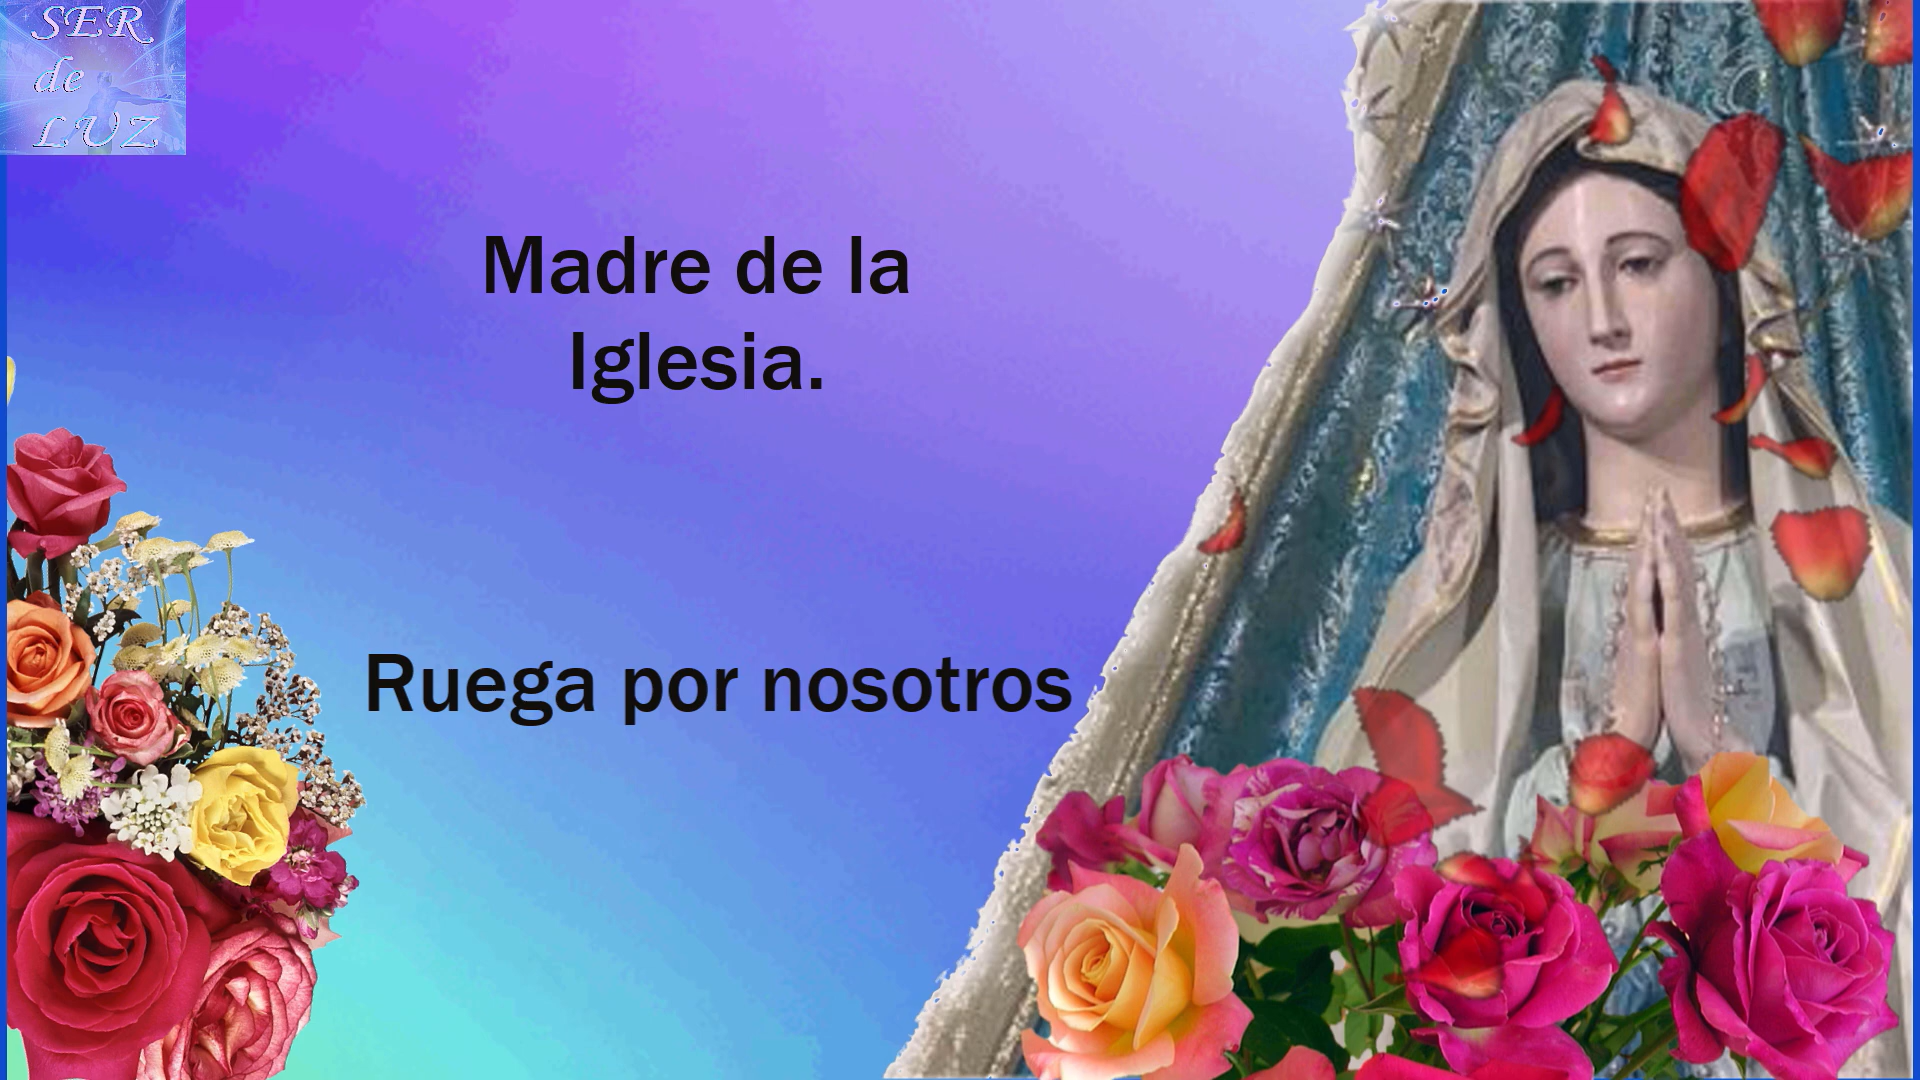 SER
de
LUZ
Madre de la
Iglesia.
Ruega por nosotros